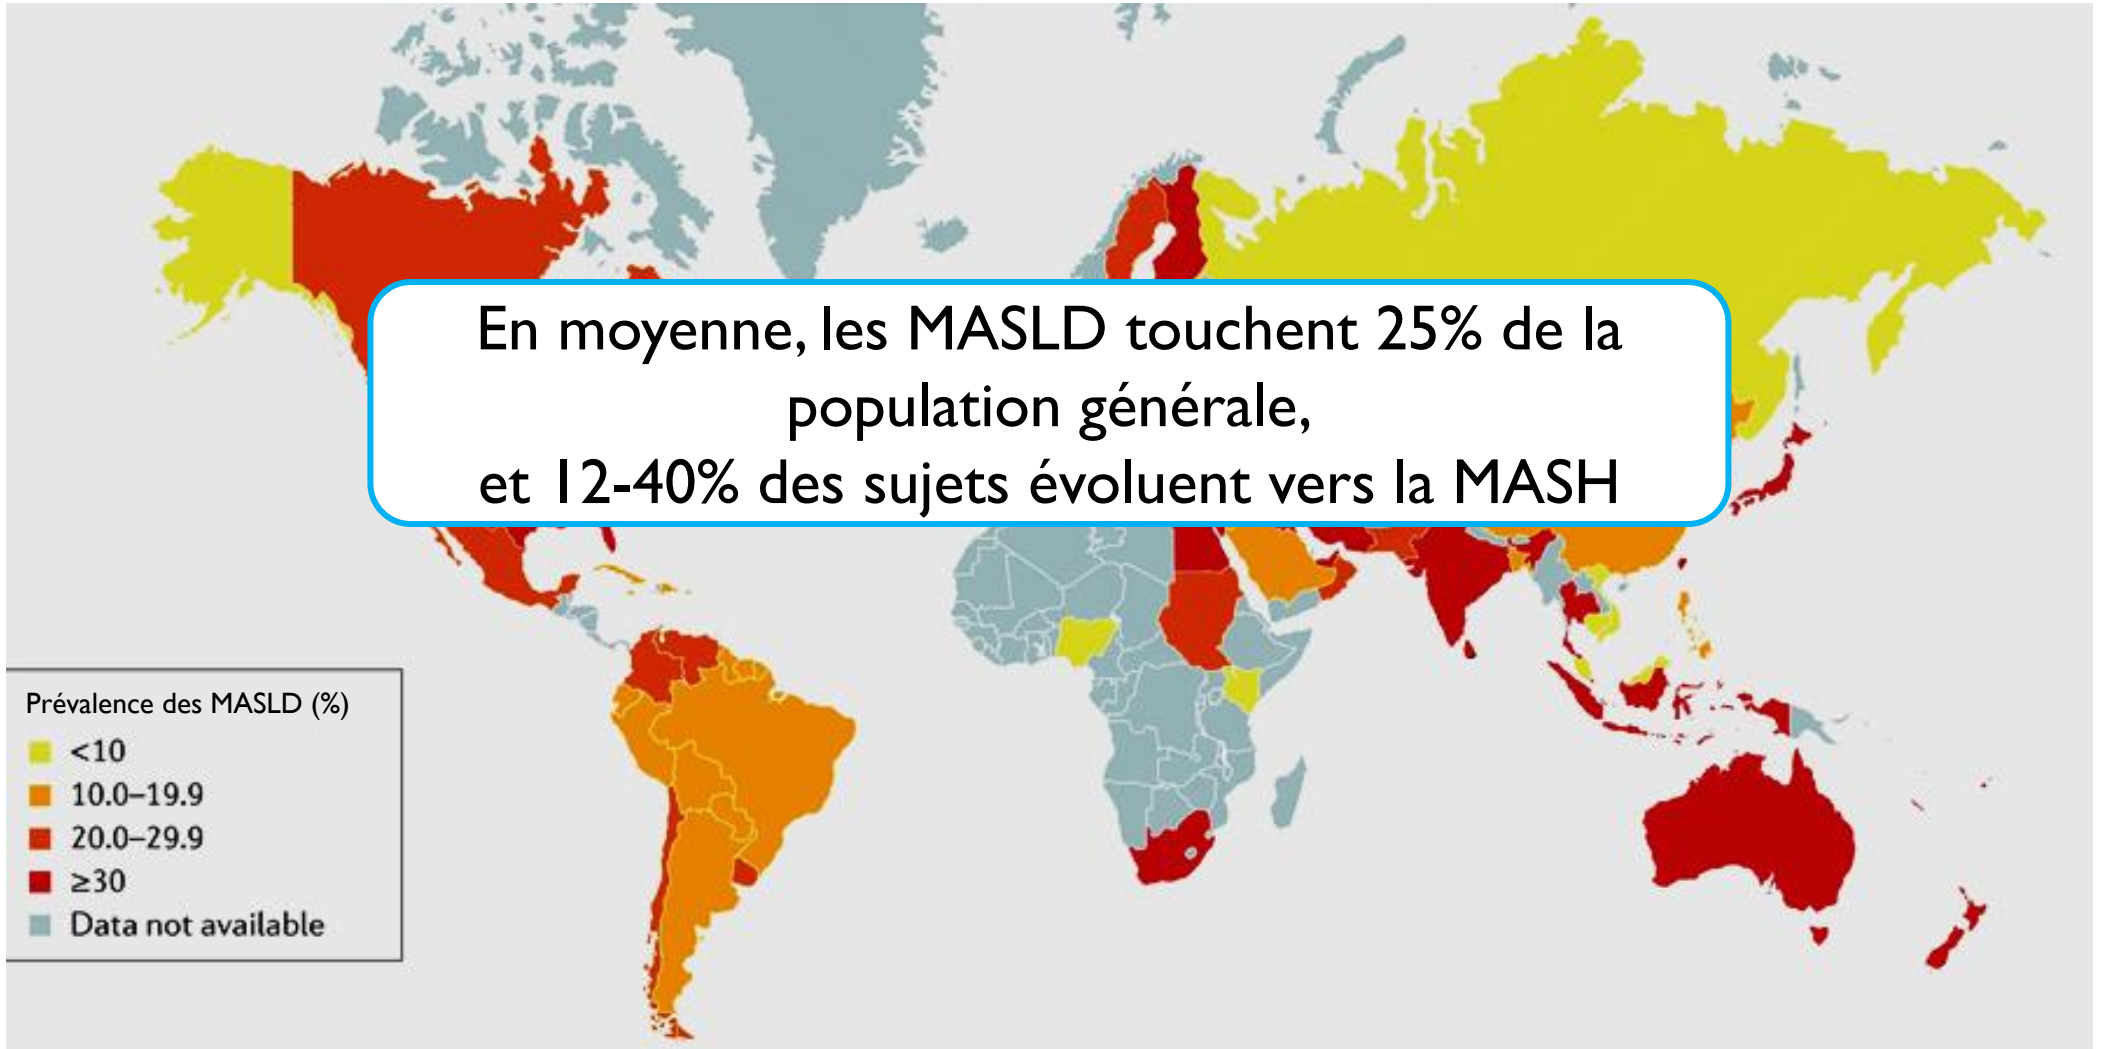 En moyenne, les MASLD touchent 25% de la
population générale,
et 12-40% des sujets évoluent vers la MASH
Prévalence des MASLD (%)
<10
10.0–19.9
20.0–29.9
≥30
Data not available